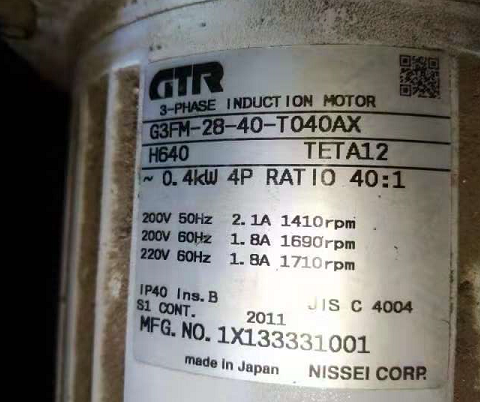 GTR
3-PHASE INDUCTION MOTOR
G3FM-28-40-T040AX
H640 TETA12
~ 0.4kW 4P RATIO 40:1
200V 50Hz 2.1A 1410rpm
200V 60Hz 1.8A 1690rpm
220V 60Hz 1.8A 1710rpm
IP40 Ins.B JIS C 4004
S1 CONT. 2011
MFG. NO. 1X133331001
made in Japan NISSEI CORP.